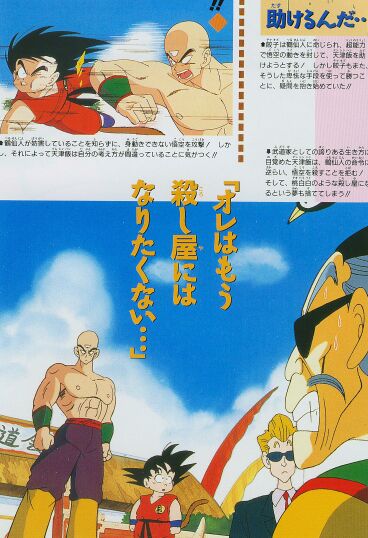 助けるんだ‥
●餃子は鶴仙人に命じられ、超能力
で悟空の動きを封じて、天津飯を助
けようとする!しかし餃子もまた、
そうした卑怯な手段を使って勝つこ
とに、疑問を抱き始めていた!!
!!
●鶴仙人が妨害していることを知らずに、身動きできない悟空を攻撃! しか
し、それによって天津飯は自分の考え方が間違っていることに気がつく!!
●武道家としての誇りある生き方に
目覚めた天津飯は、鶴仙人の命令に
逆らい、悟空を殺すことを拒む!
そして、桃白白のような殺し屋にな
るという夢も捨ててしまう!!
「オレはもう
殺し屋には
なりたくない…」
道